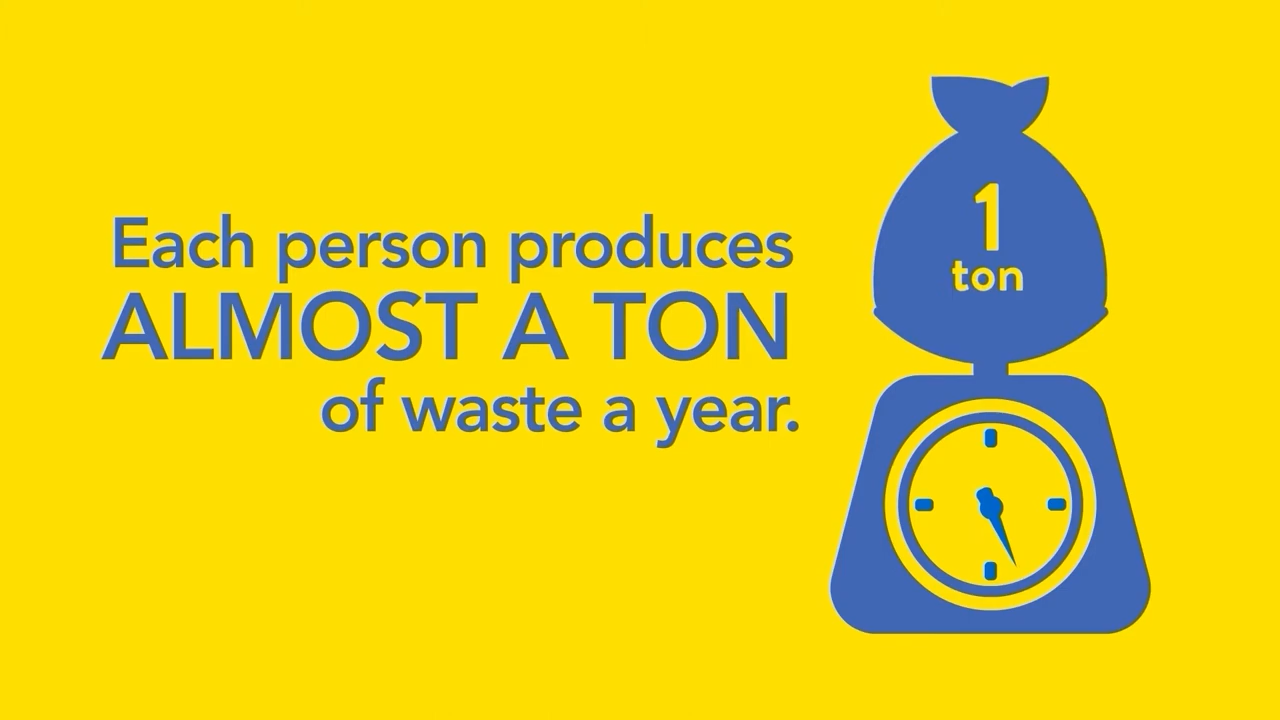 Each person produces
ALMOST A TON
of waste a year.
1
ton